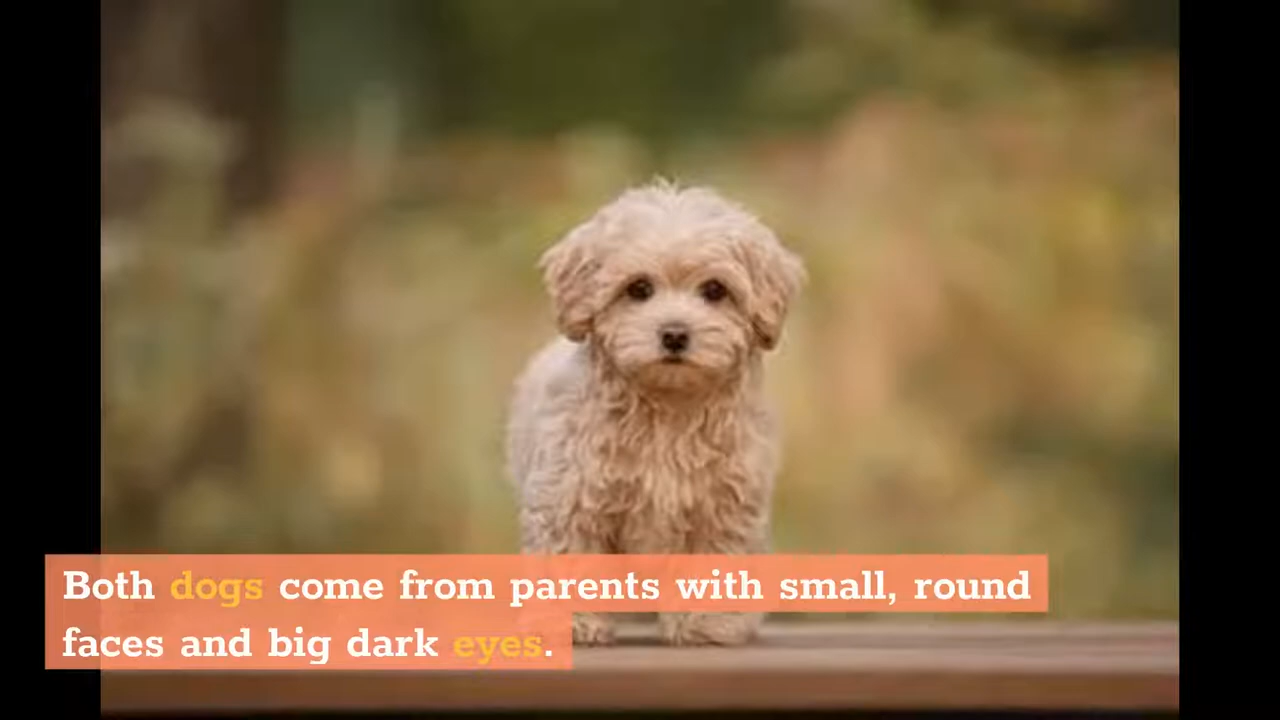 Both dogs come from parents with small, round
faces and big dark eyes.